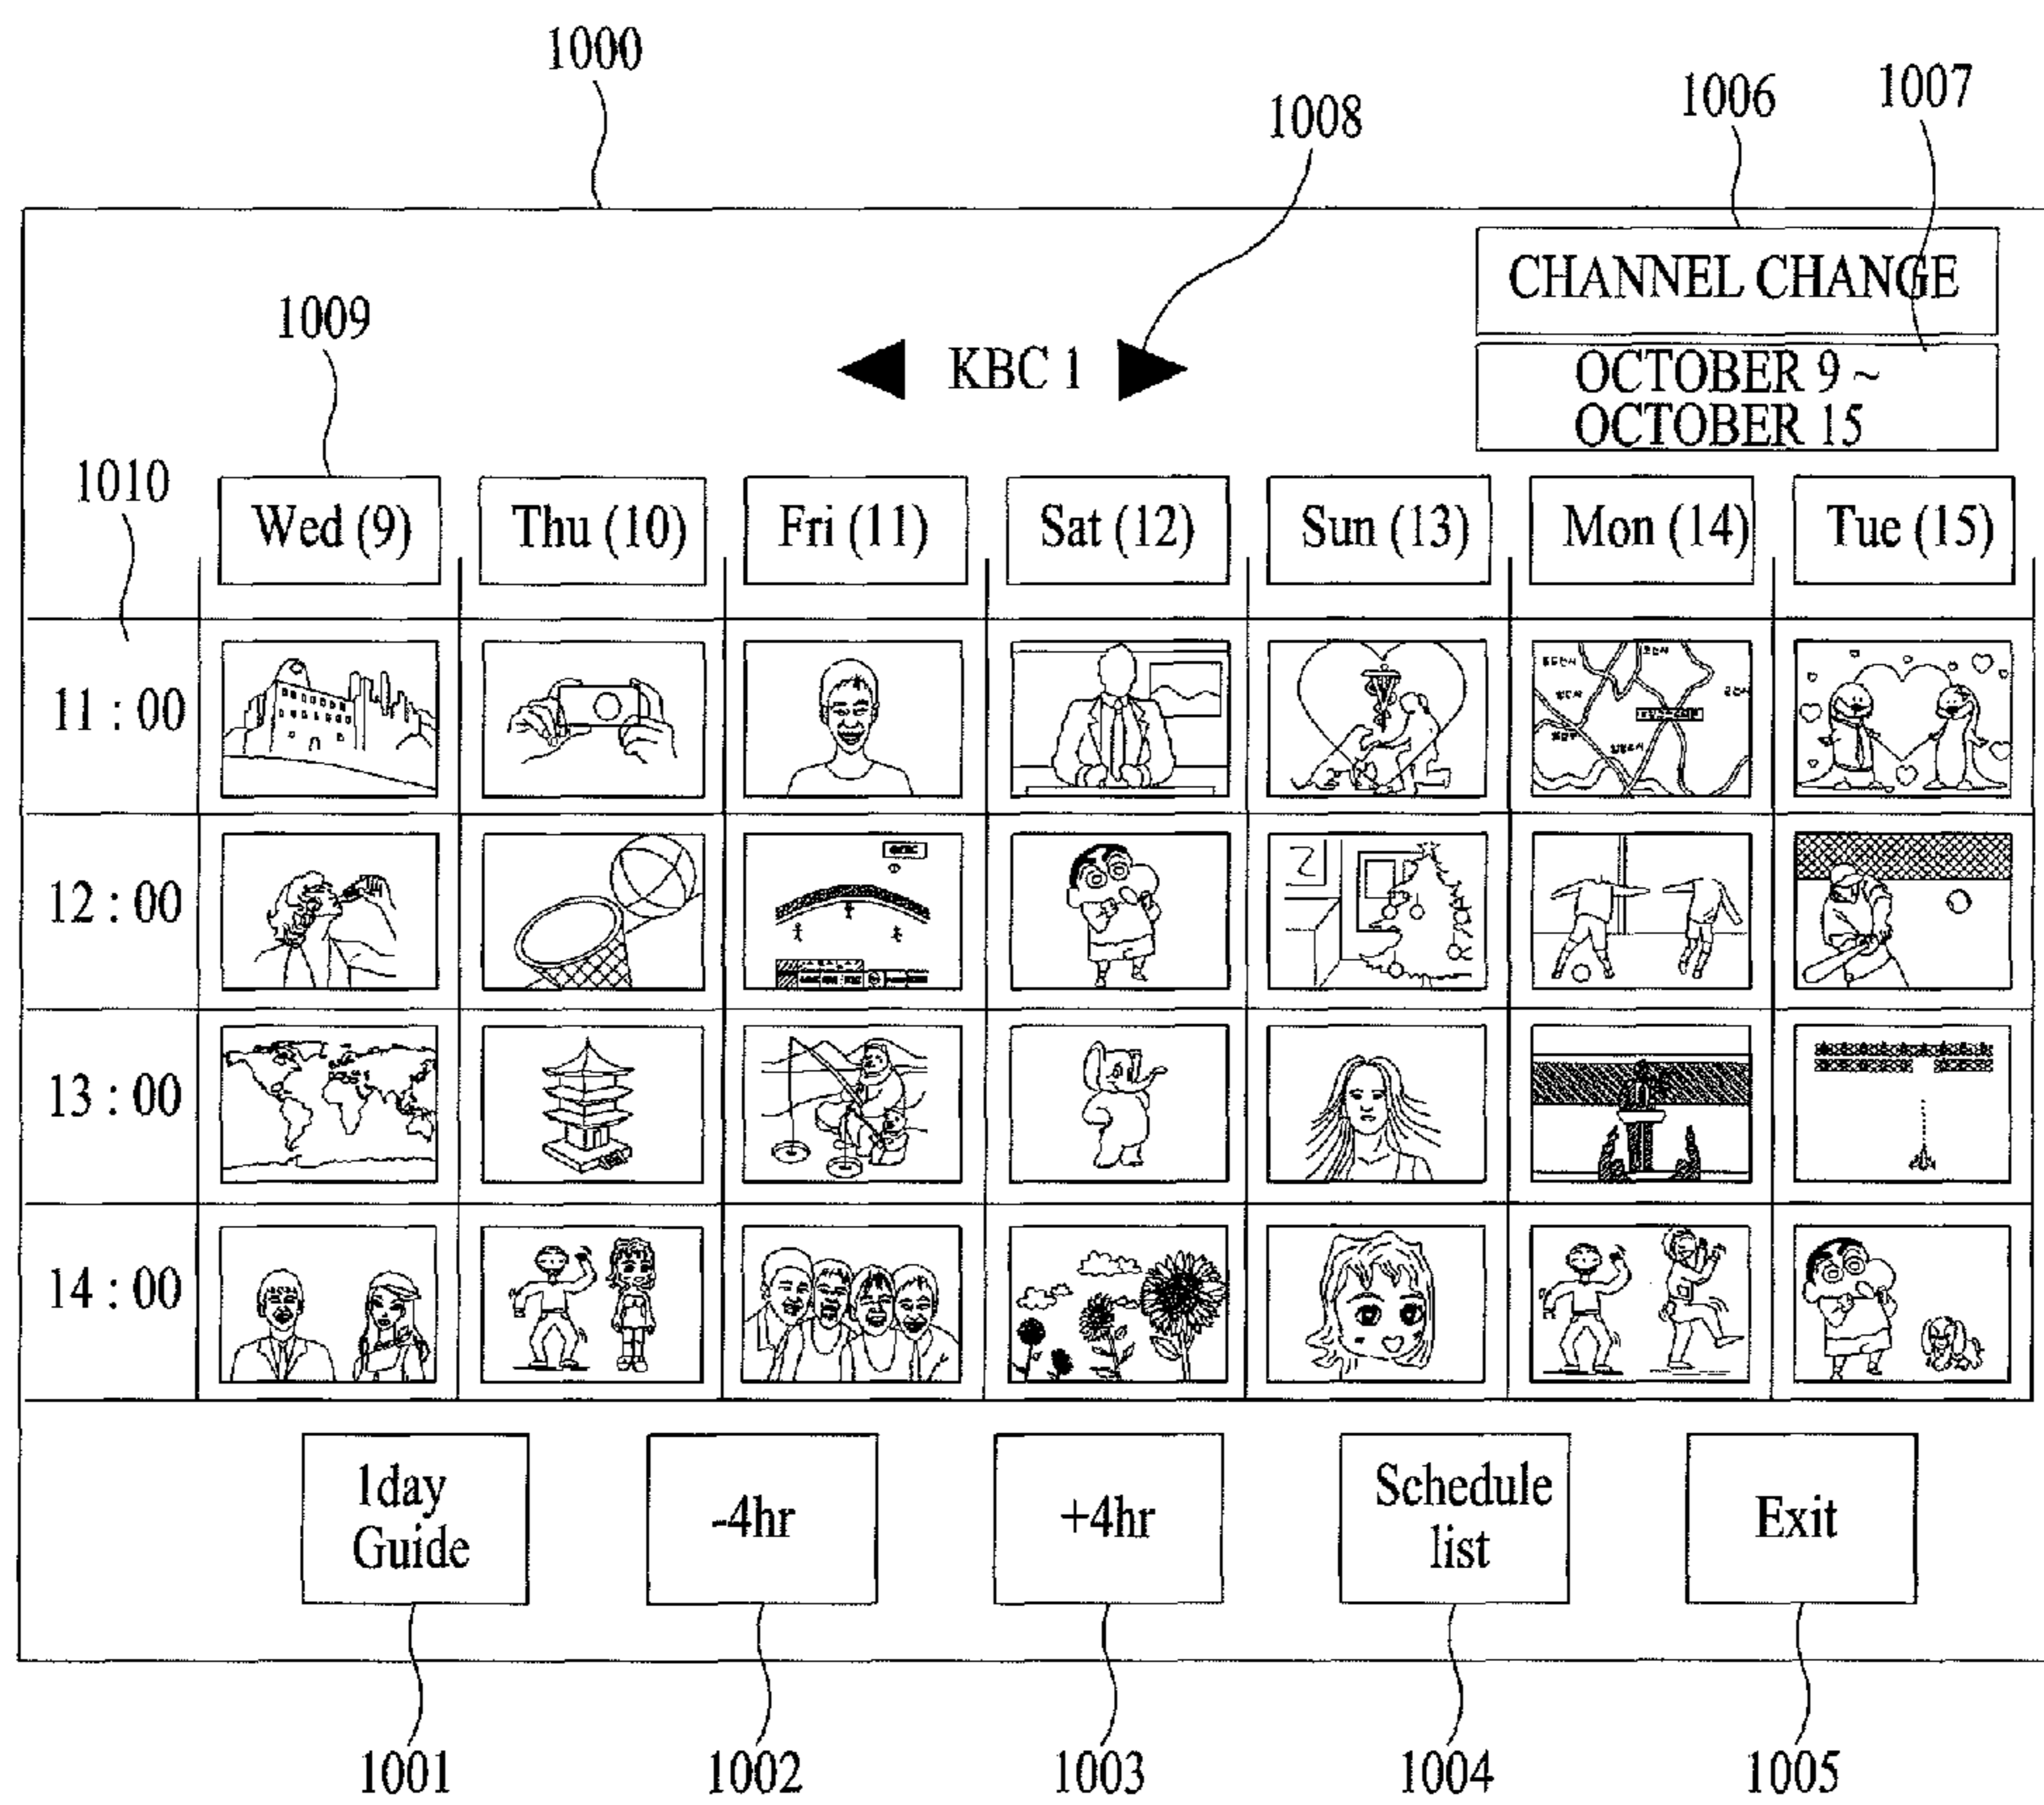 1000
1008
1006
1007
CHANNEL CHANGE
1009
◀ KBC 1 ▶
OCTOBER 9 ~
OCTOBER 15
1010
Wed (9)
Thu (10)
Fri (11)
Sat (12)
Sun (13)
Mon (14)
Tue (15)
11 : 00
12 : 00
13 : 00
14 : 00
1day
Guide
-4hr
+4hr
Schedule
list
Exit
1001
1002
1003
1004
1005